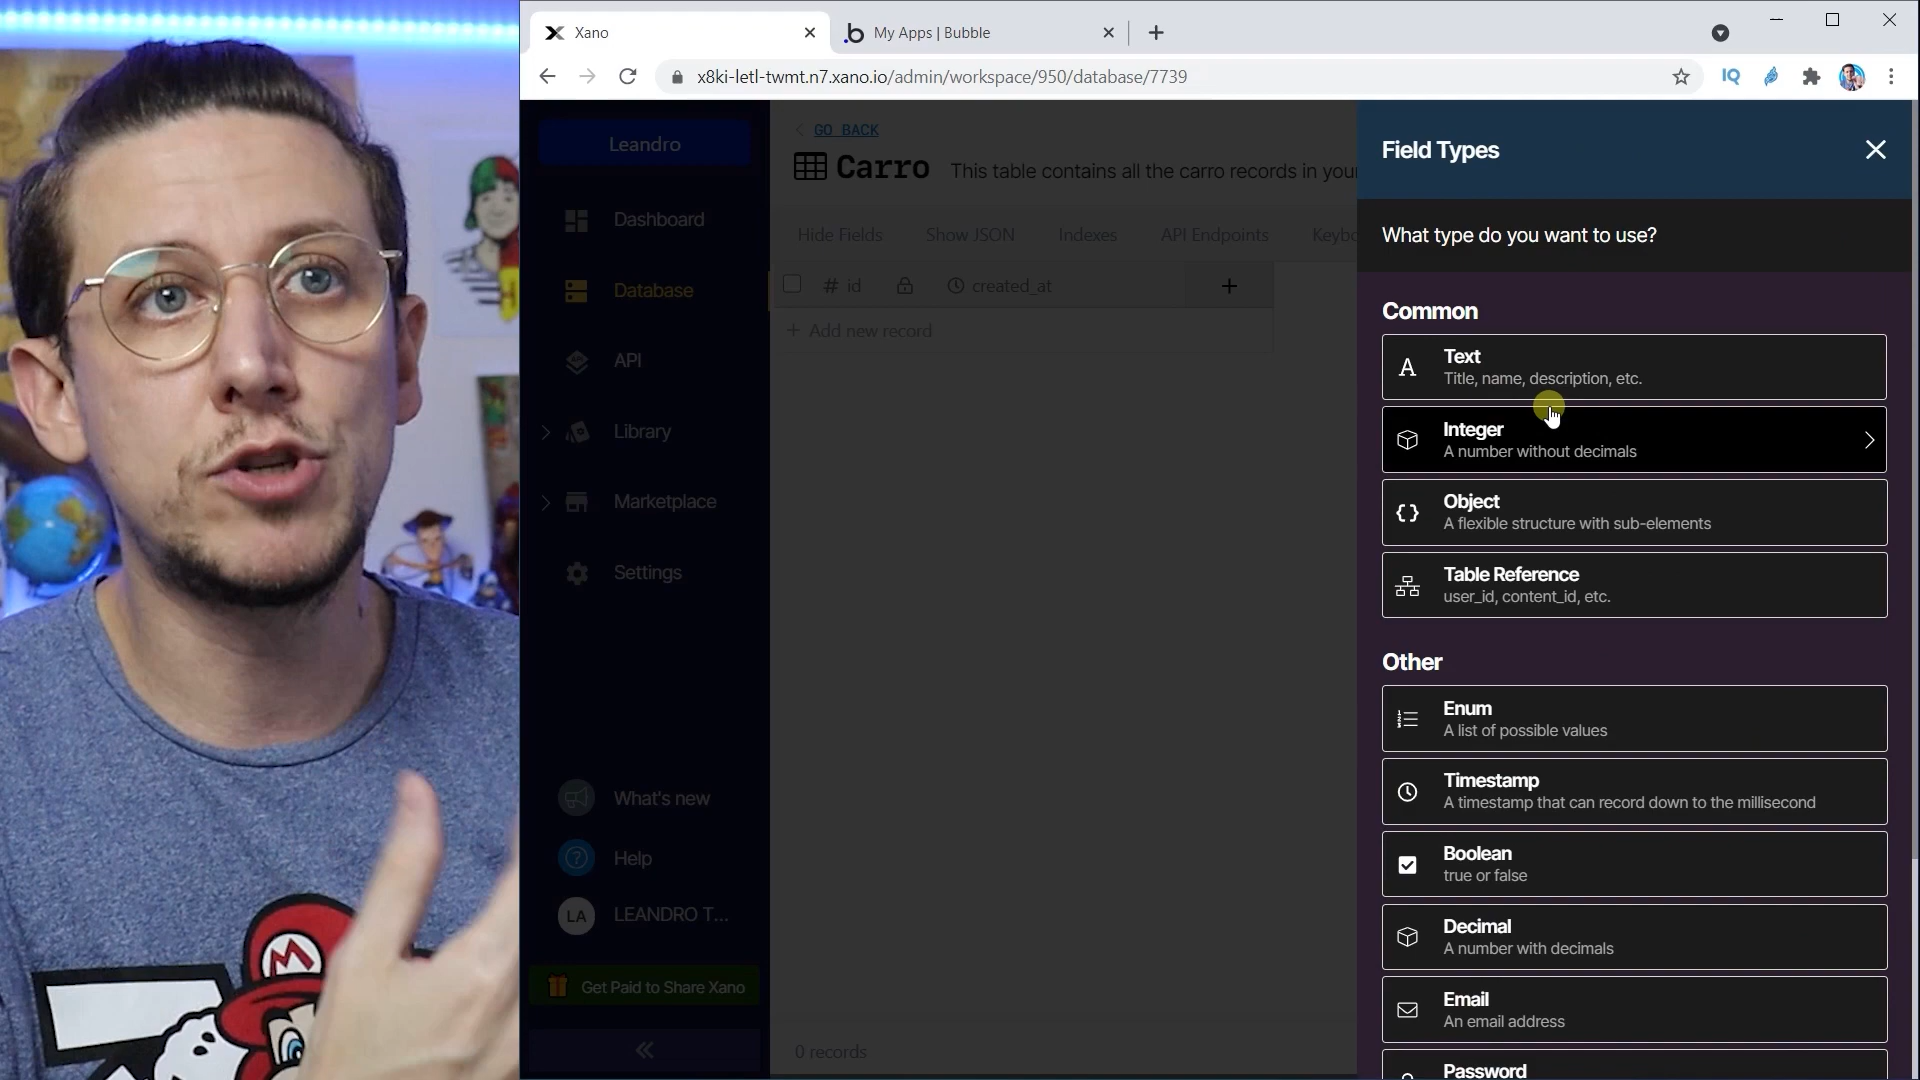 Xano
My Apps | Bubble
x8ki-letl-twmt.n7.xano.io/admin/workspace/950/database/7739
IQ
Leandro
Dashboard
Database
API
Library
Marketplace
Settings
What's new
Help
LA
LEANDRO T...
Get Paid to Share Xano
GO BACK
Carro
This table contains all the carro records in your
Hide Fields
Show JSON
Indexes
API Endpoints
Keybo
# id
created_at
+ Add new record
0 records
Field Types
What type do you want to use?
Common
Text
Title, name, description, etc.
Integer
A number without decimals
Object
A flexible structure with sub-elements
Table Reference
user_id, content_id, etc.
Other
Enum
A list of possible values
Timestamp
A timestamp that can record down to the millisecond
Boolean
true or false
Decimal
A number with decimals
Email
An email address
Password
M